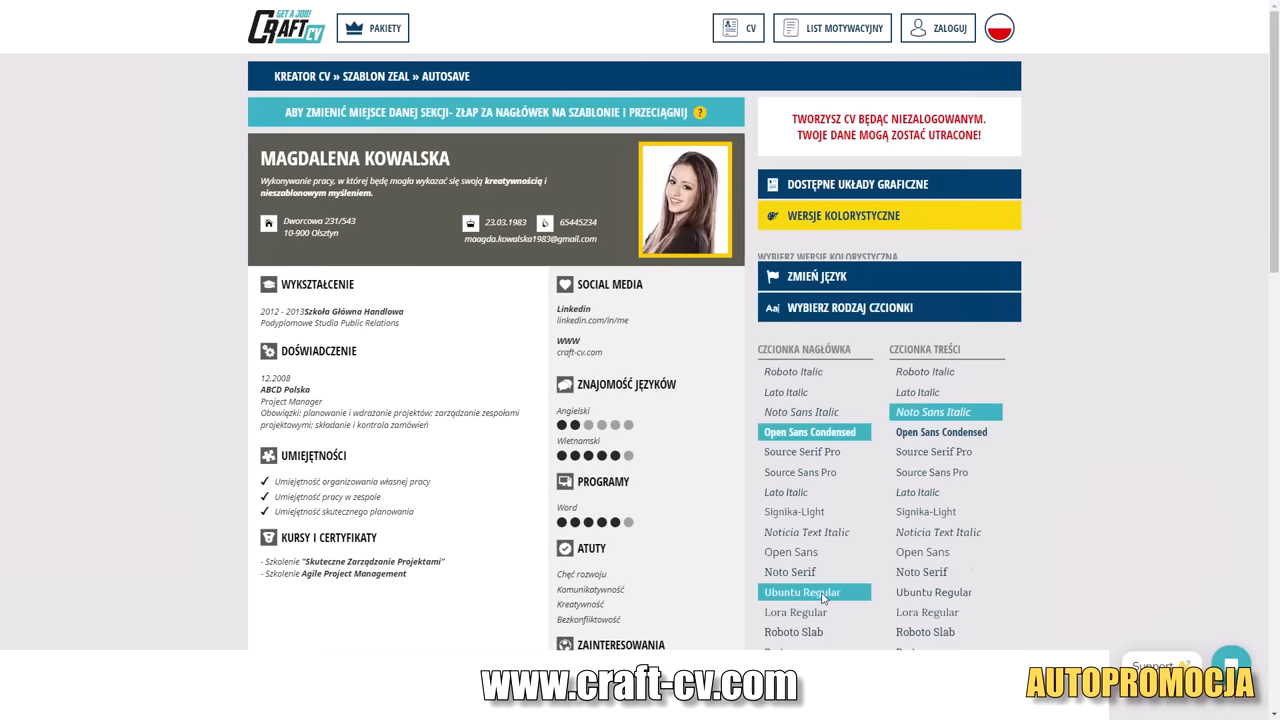 GET A JOB!
CRAFT CV
PAKIETY
CV
LIST MOTYWACYJNY
ZALOGUJ
KREATOR CV » SZABLON ZEAL » AUTOSAVE
ABY ZMIENIĆ MIEJSCE DANEJ SEKCJI- ZŁAP ZA NAGŁÓWEK NA SZABLONIE I PRZECIĄGNIJ ?
MAGDALENA KOWALSKA
Wykonywanie pracy, w której będę mogła wykazać się swoją kreatywnością i
nieszablonowym myśleniem.
Dworcowa 231/543
10-900 Olsztyn
23.03.1983
65445234
maagda.kowalska1983@gmail.com
WYKSZTAŁCENIE
2012 - 2013Szkoła Główna Handlowa
Podyplomowe Studia Public Relations
DOŚWIADCZENIE
12.2008
ABCD Polska
Project Manager
Obowiązki: planowanie i wdrazanie projektów; zarządzanie zespołami
projektowymi; składanie i kontrola zamówień
UMIEJĘTNOŚCI
✓ Umiejętność organizowania własnej pracy
✓ Umiejętność pracy w zespole
✓ Umiejętność skutecznego planowania
KURSY I CERTYFIKATY
- Szkolenie "Skuteczne Zarządzanie Projektami"
- Szkolenie Agile Project Management
SOCIAL MEDIA
Linkedin
linkedin.com/in/me
WWW
craft-cv.com
ZNAJOMOŚĆ JĘZYKÓW
Angielski
Wietnamski
PROGRAMY
Word
ATUTY
Chęć rozwoju
Komunikatywność
Kreatywność
Bezkonfliktowość
ZAINTERESOWANIA
TWORZYSZ CV BĘDĄC NIEZALOGOWANYM.
TWOJE DANE MOGĄ ZOSTAĆ UTRACONE!
DOSTĘPNE UKŁADY GRAFICZNE
WERSJE KOLORYSTYCZNE
WYBIERZ WERSJĘ KOLORYSTYCZNĄ
ZMIEŃ JĘZYK
Aa WYBIERZ RODZAJ CZCIONKI
CZCIONKA NAGŁÓWKA
Roboto Italic
Lato Italic
Noto Sans Italic
Open Sans Condensed
Source Serif Pro
Source Sans Pro
Lato Italic
Signika-Light
Noticia Text Italic
Open Sans
Noto Serif
Ubuntu Regular
Lora Regular
Roboto Slab
CZCIONKA TREŚCI
Roboto Italic
Lato Italic
Noto Sans Italic
Open Sans Condensed
Source Serif Pro
Source Sans Pro
Lato Italic
Signika-Light
Noticia Text Italic
Open Sans
Noto Serif
Ubuntu Regular
Lora Regular
Roboto Slab
Support
www.craft-cv.com
AUTOPROMOCJA